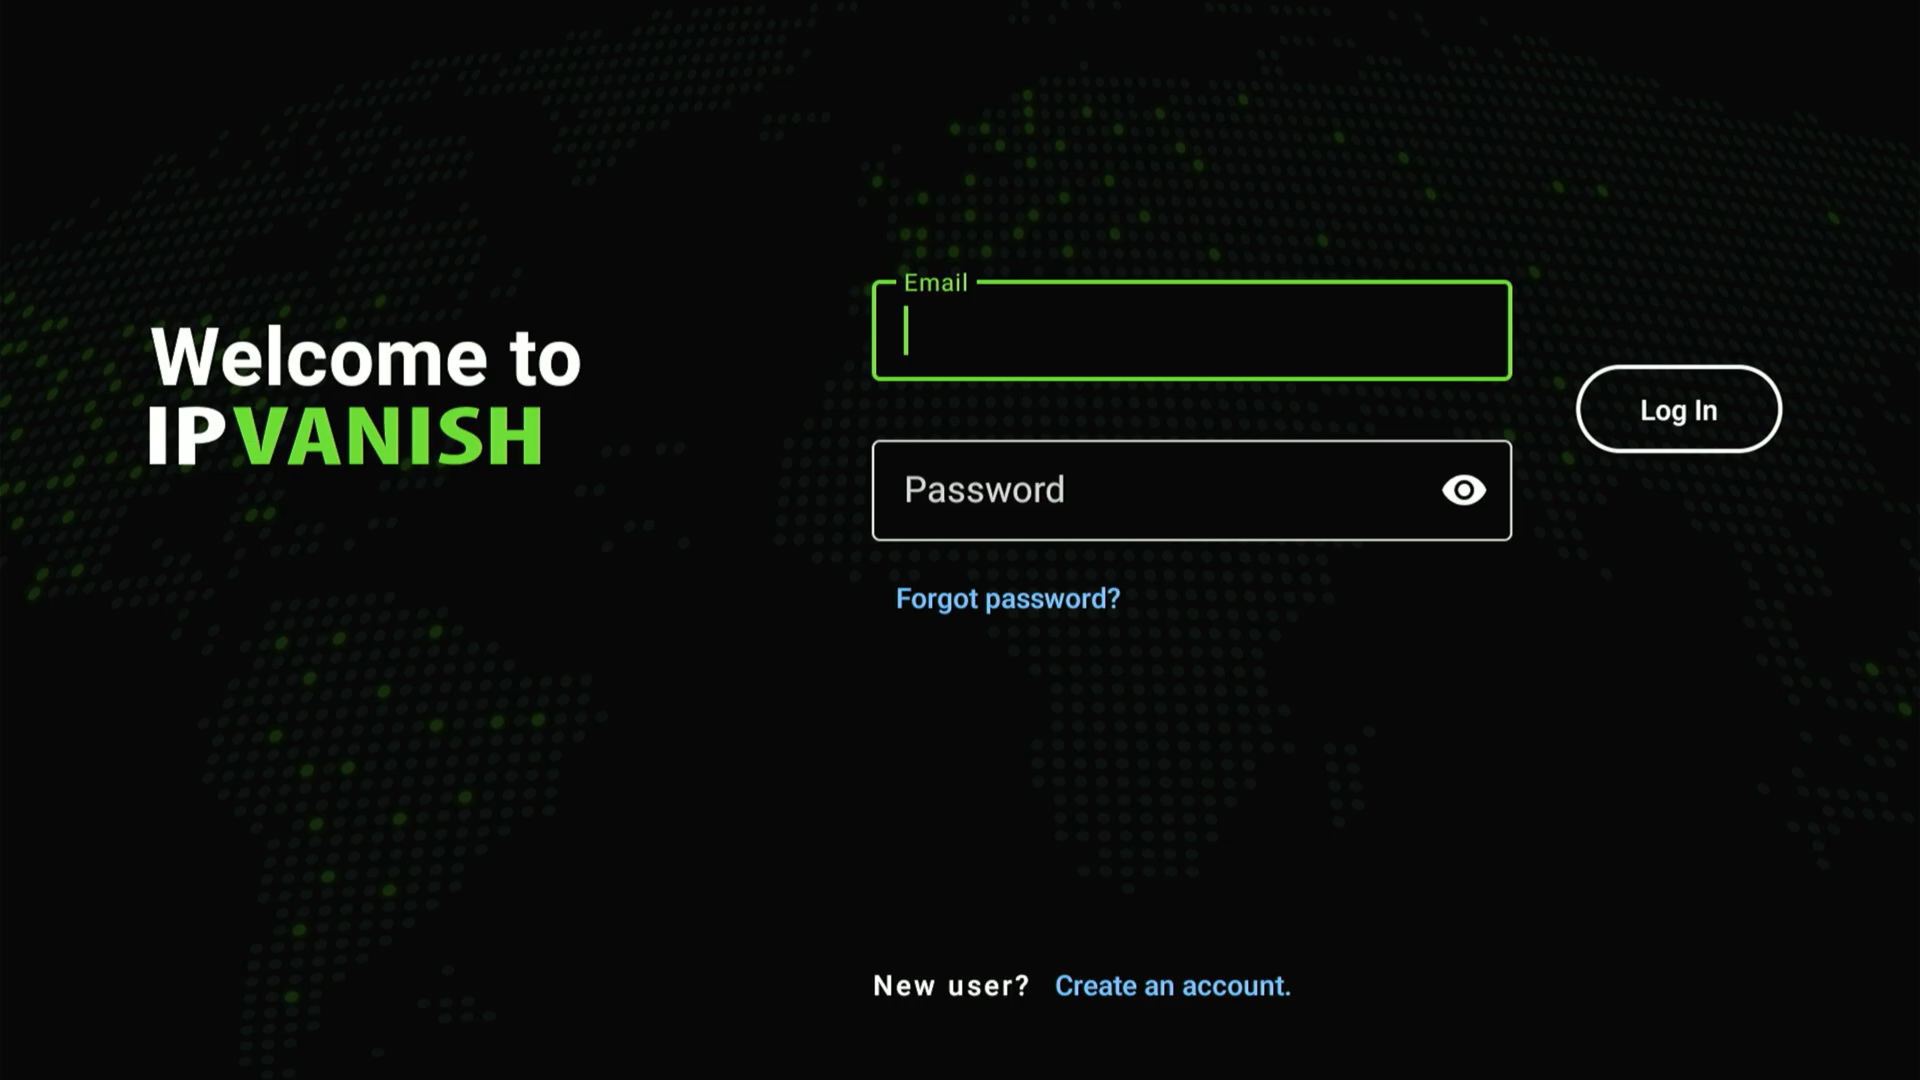 Welcome to
IPVANISH
Email
Password
Log In
Forgot password?
New user? Create an account.